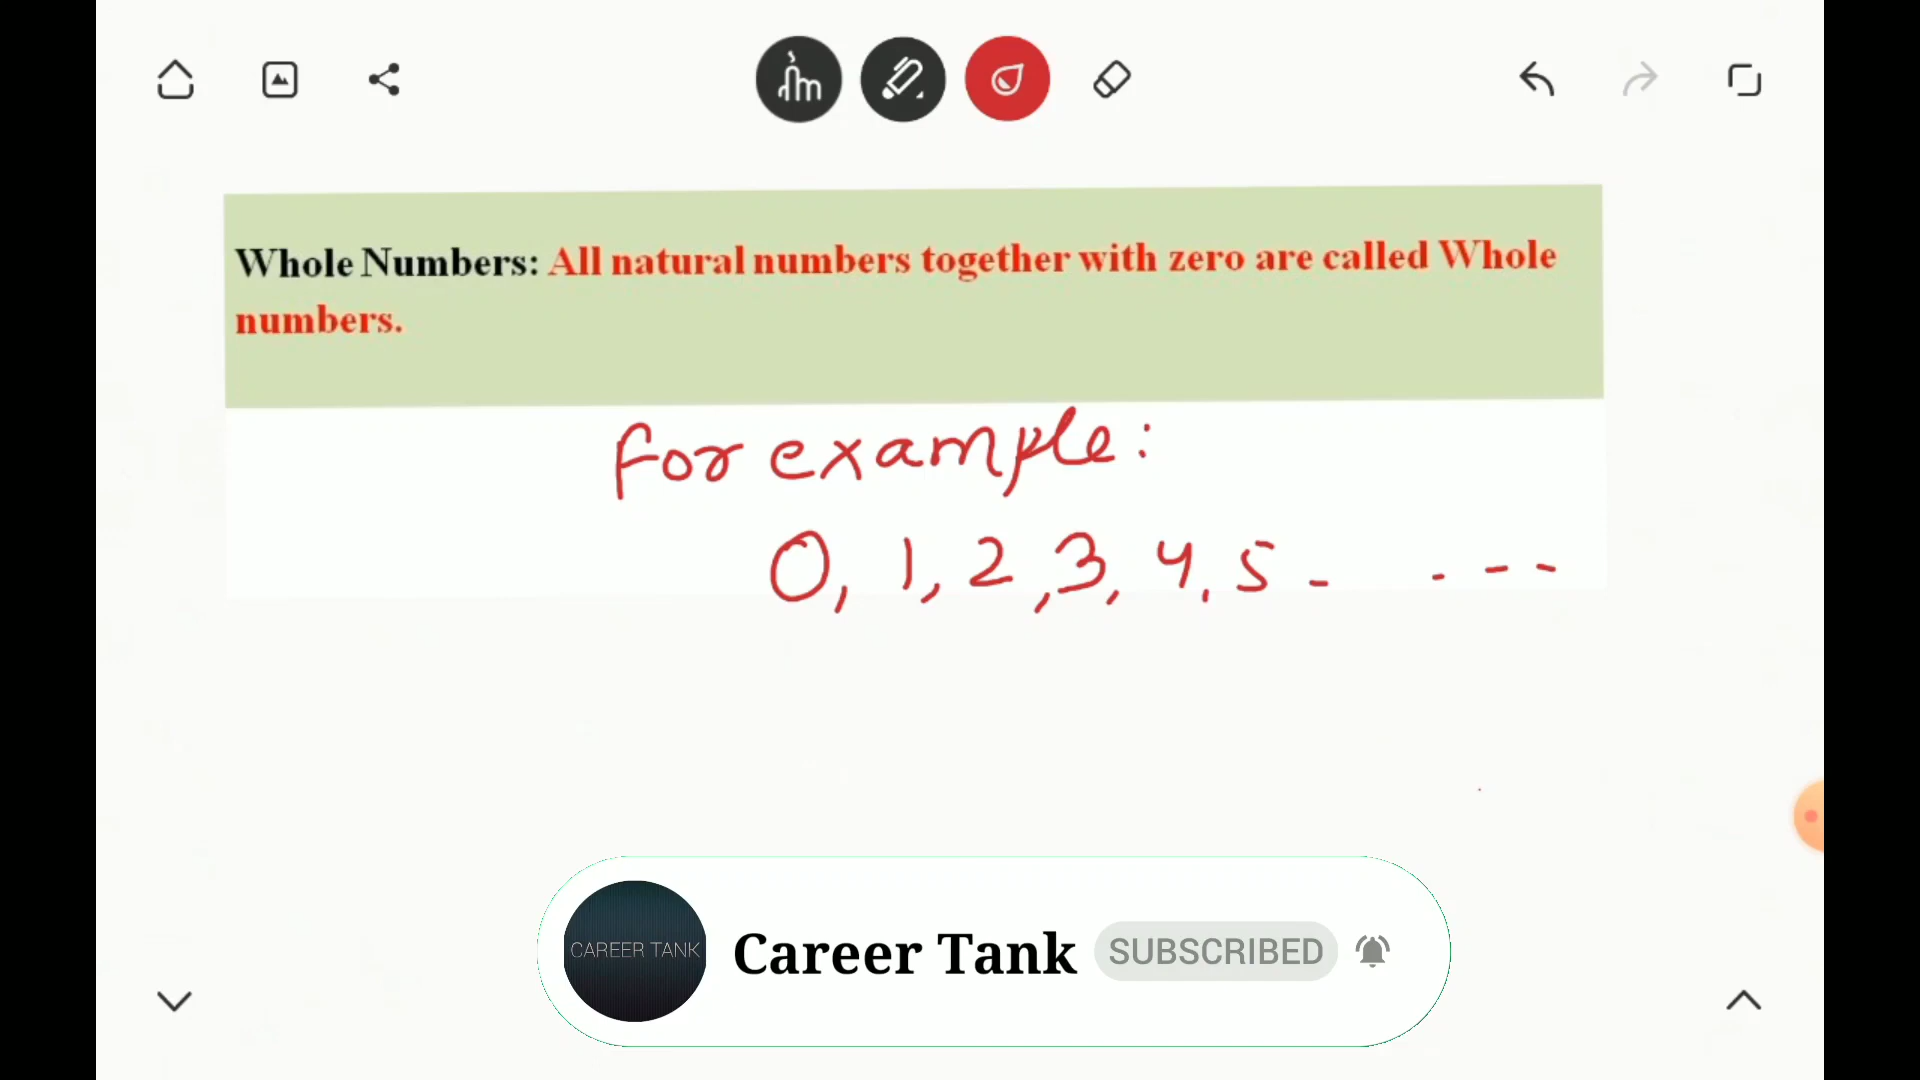 Whole Numbers: All natural numbers together with zero are called Whole
numbers.
For example:
0, 1, 2, 3, 4, 5 - . - -
CAREER TANK
Career Tank
SUBSCRIBED